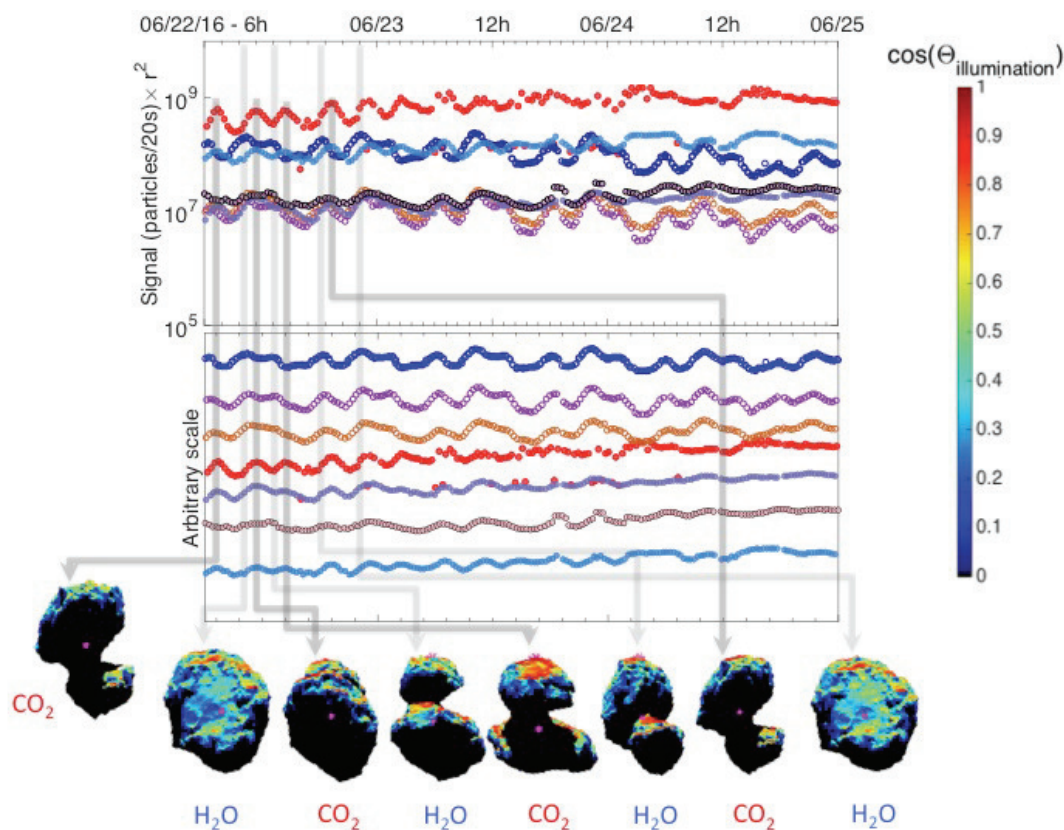 06/22/16 - 6h 06/23 12h 06/24 12h 06/25
cos(Θillumination)
Signal (particles/20s) × r²
10⁹
10⁷
10⁵
1
0.9
0.8
0.7
0.6
0.5
0.4
0.3
0.2
0.1
0
Arbitrary scale
CO₂
H₂O CO₂ H₂O CO₂ H₂O CO₂ H₂O